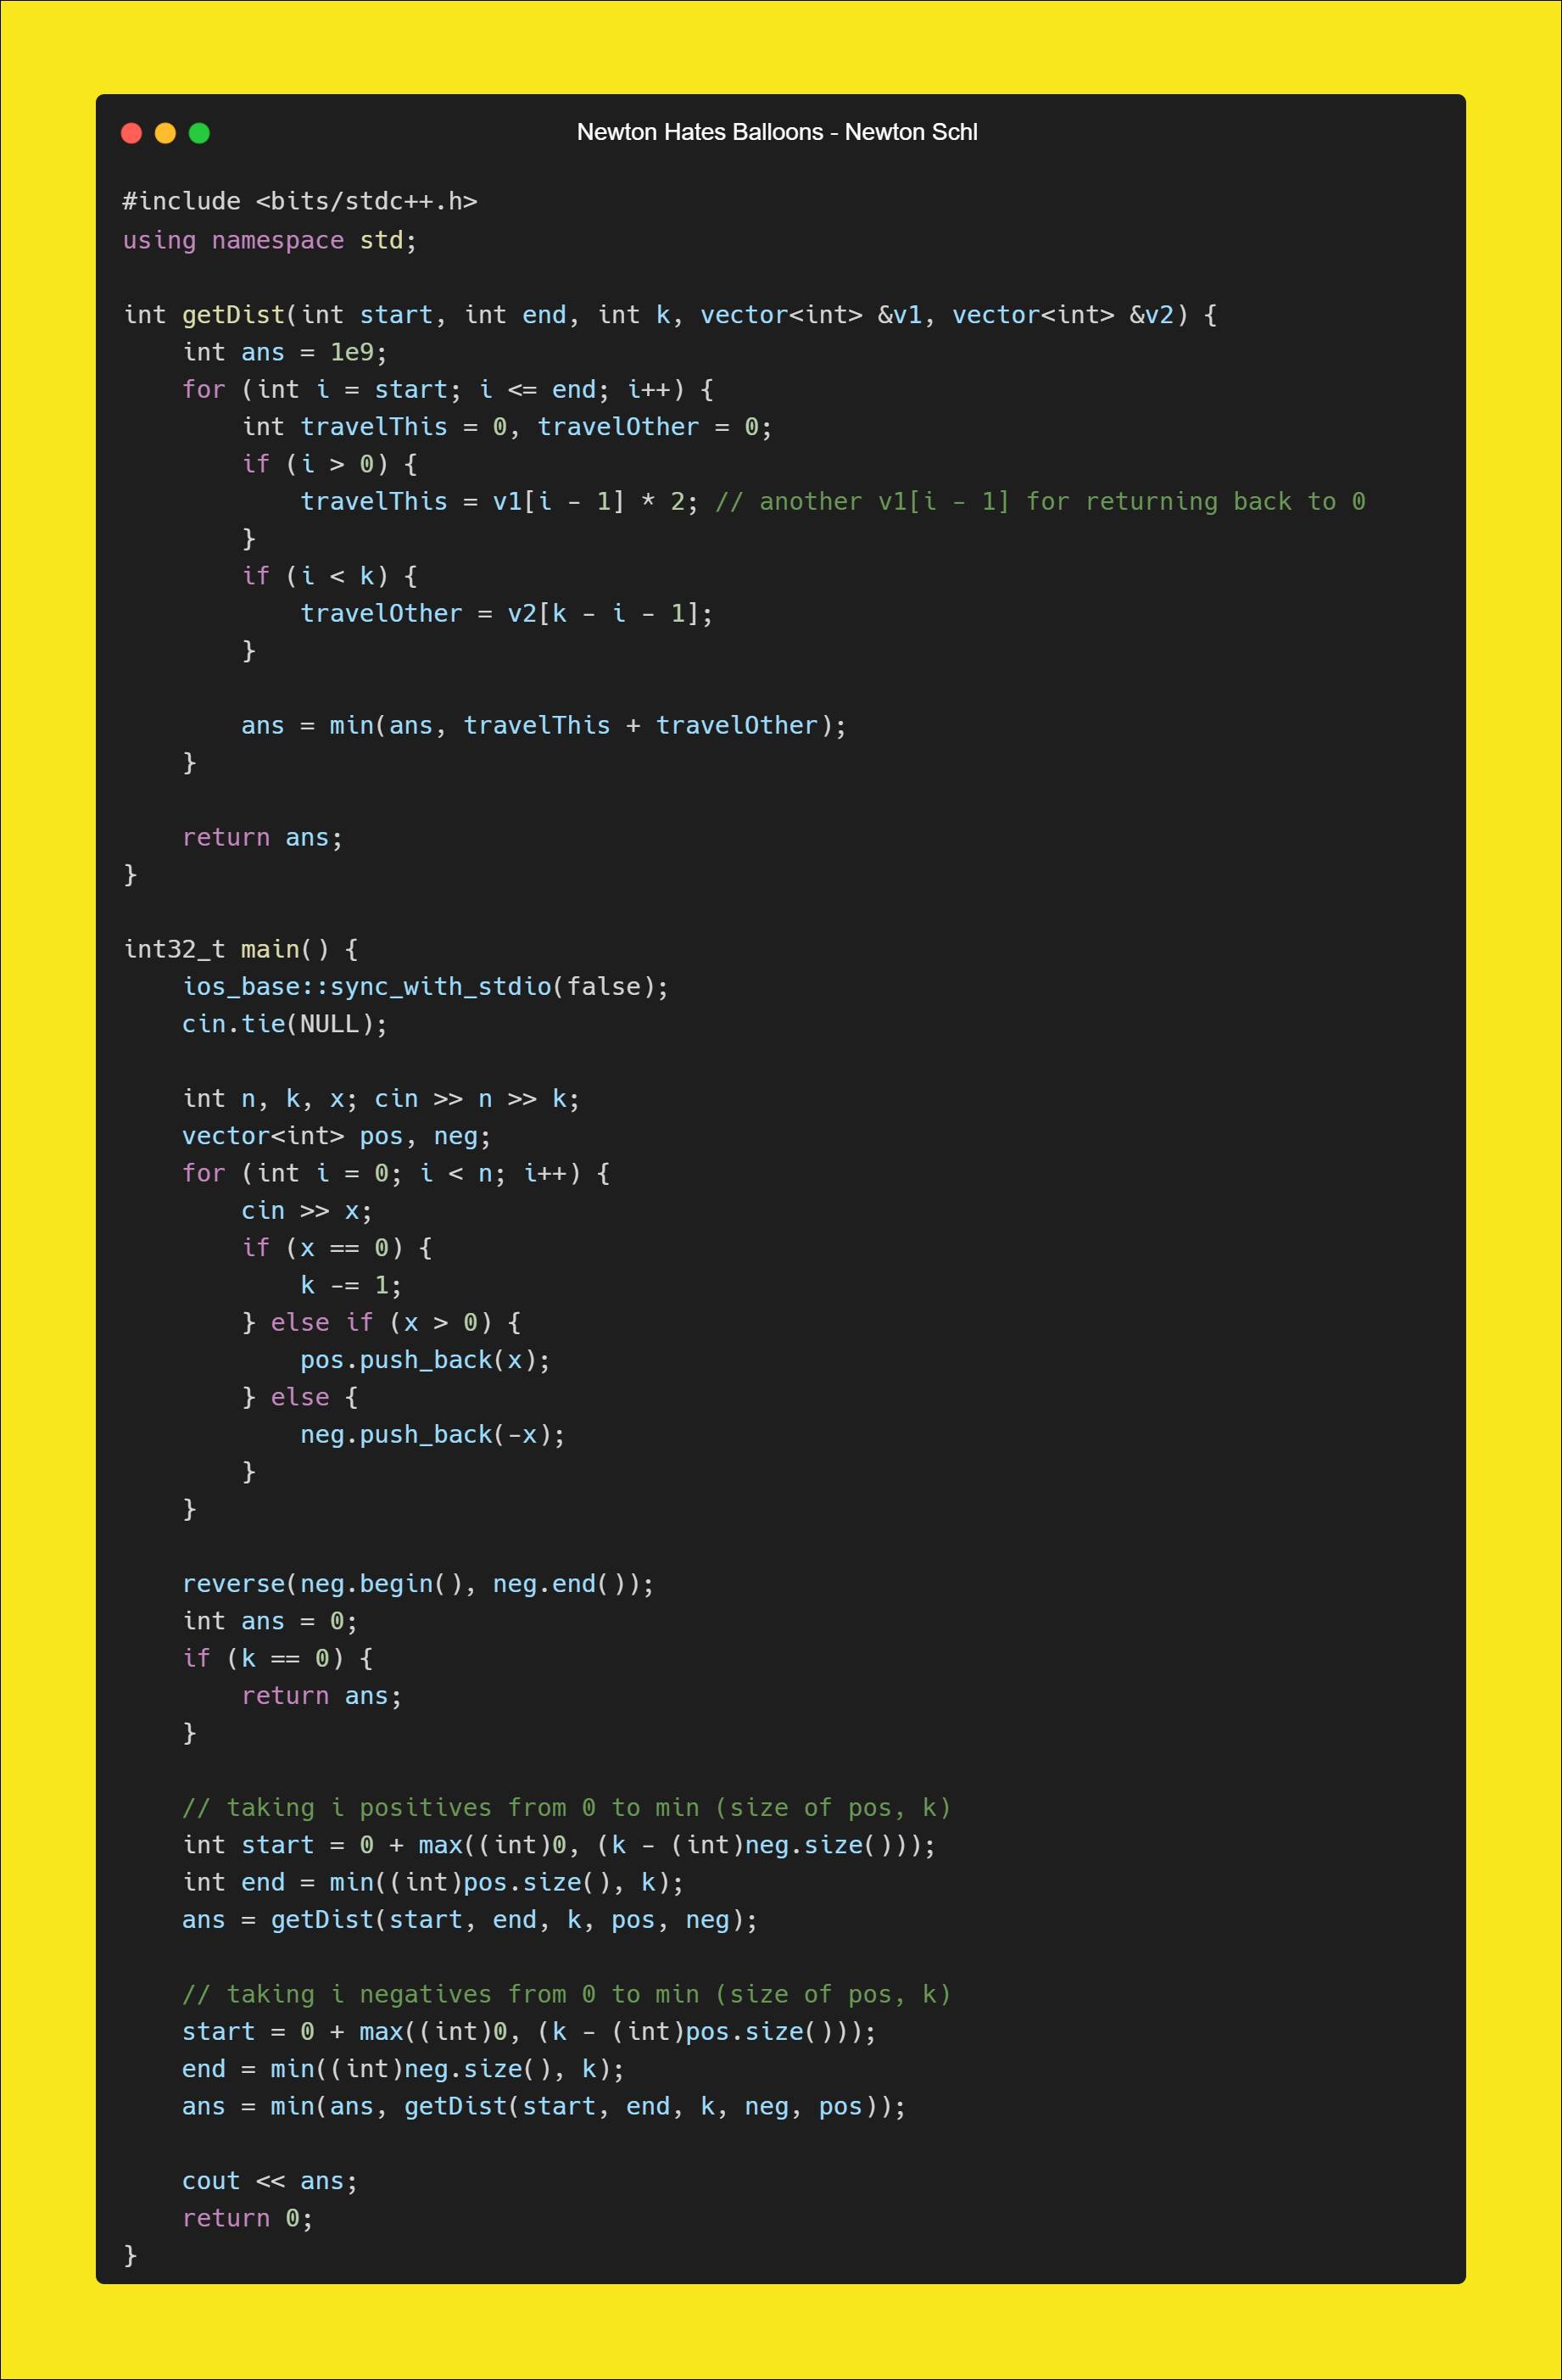 Newton Hates Balloons - Newton Schl
#include <bits/stdc++.h>
using namespace std;
int getDist(int start, int end, int k, vector<int> &v1, vector<int> &v2) {
    int ans = 1e9;
    for (int i = start; i <= end; i++) {
        int travelThis = 0, travelOther = 0;
        if (i > 0) {
            travelThis = v1[i - 1] * 2; // another v1[i - 1] for returning back to 0
        }
        if (i < k) {
            travelOther = v2[k - i - 1];
        }
        ans = min(ans, travelThis + travelOther);
    }
    return ans;
}
int32_t main() {
    ios_base::sync_with_stdio(false);
    cin.tie(NULL);
    int n, k, x; cin >> n >> k;
    vector<int> pos, neg;
    for (int i = 0; i < n; i++) {
        cin >> x;
        if (x == 0) {
            k -= 1;
        } else if (x > 0) {
            pos.push_back(x);
        } else {
            neg.push_back(-x);
        }
    }
    reverse(neg.begin(), neg.end());
    int ans = 0;
    if (k == 0) {
        return ans;
    }
    // taking i positives from 0 to min (size of pos, k)
    int start = 0 + max((int)0, (k - (int)neg.size()));
    int end = min((int)pos.size(), k);
    ans = getDist(start, end, k, pos, neg);
    // taking i negatives from 0 to min (size of pos, k)
    start = 0 + max((int)0, (k - (int)pos.size()));
    end = min((int)neg.size(), k);
    ans = min(ans, getDist(start, end, k, neg, pos));
    cout << ans;
    return 0;
}